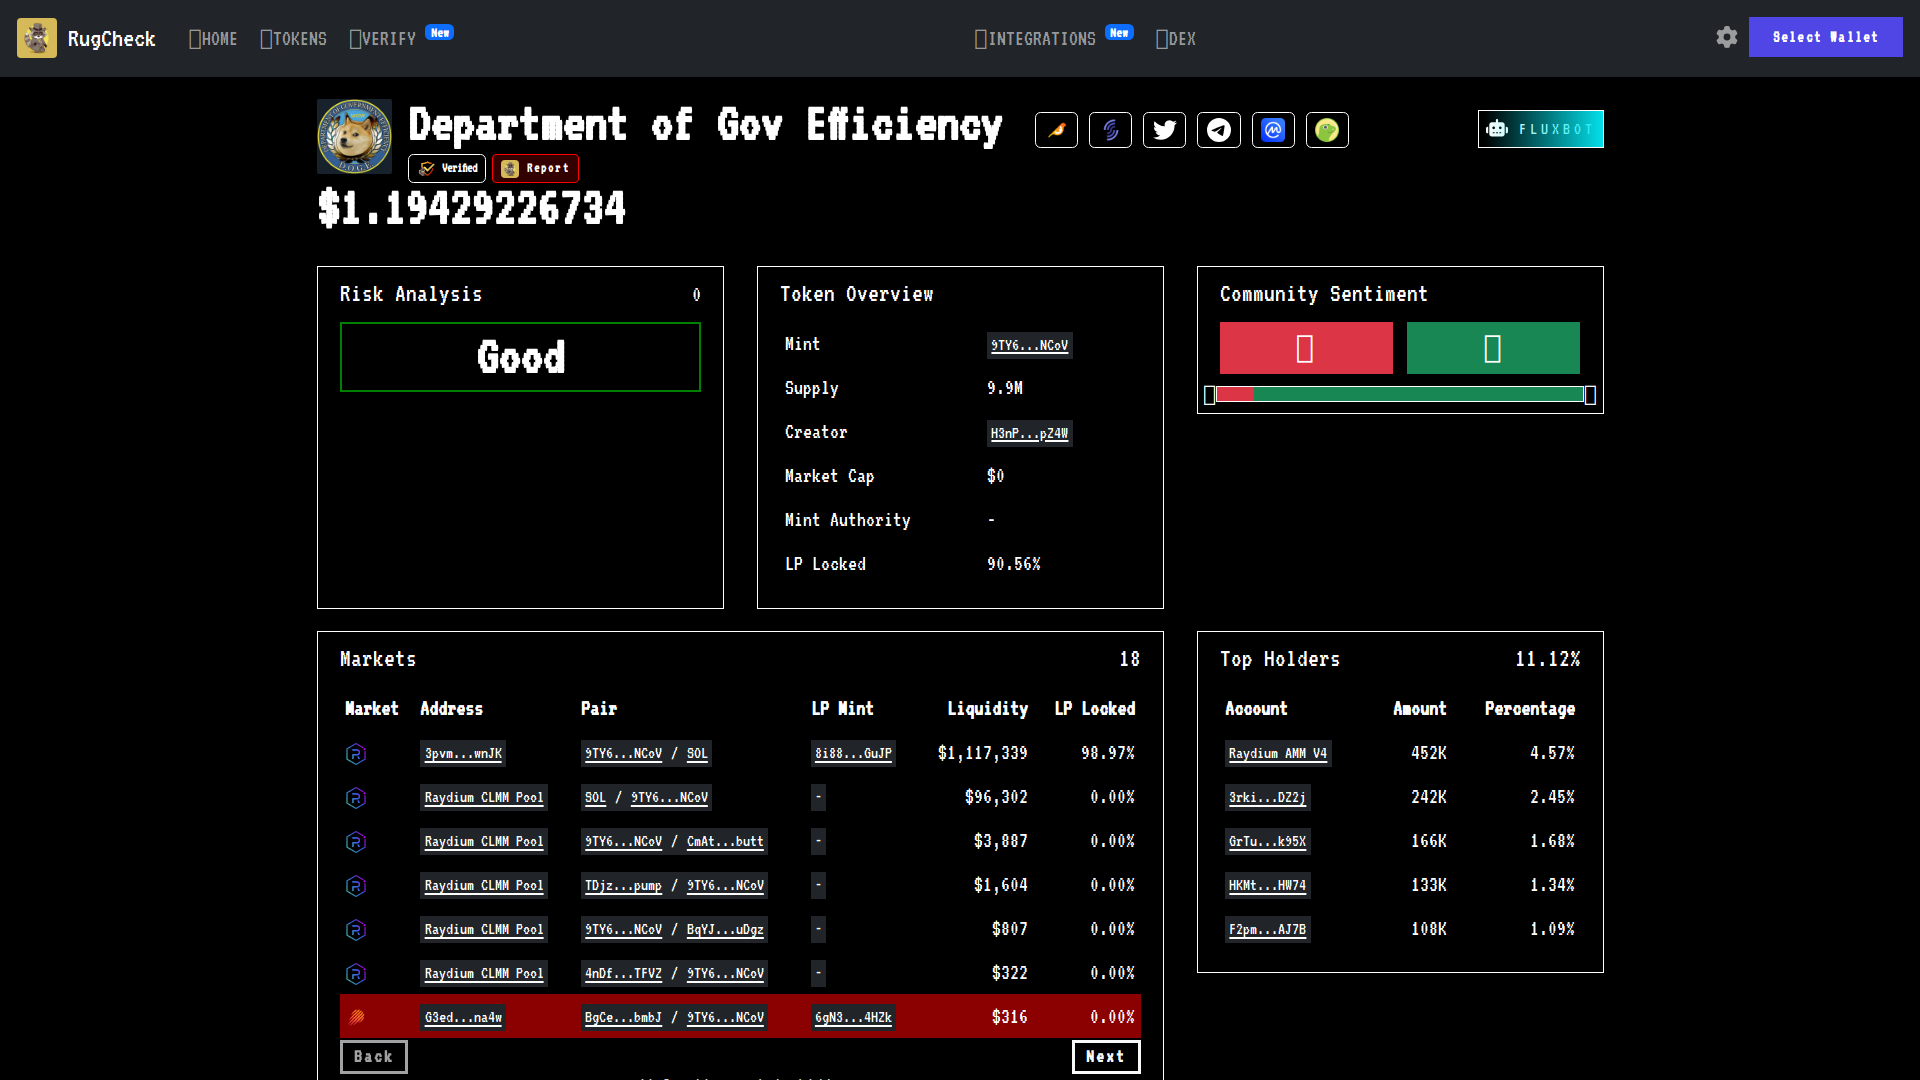 RugCheck HOME TOKENS VERIFY New INTEGRATIONS New DEX Select Wallet
Department of Gov Efficiency
FLUXBOT
Verified Report
$1.19429226734
Risk Analysis 0
Good
Token Overview
Mint 9TY6...NCoV
Supply 9.9M
Creator H3nP...pZ4W
Market Cap $0
Mint Authority -
LP Locked 90.56%
Community Sentiment
Markets 18
Market Address Pair LP Mint Liquidity LP Locked
3pvm...wnJK 9TY6...NCoV / SOL 8i88...GuJP $1,117,339 98.97%
Raydium CLMM Pool SOL / 9TY6...NCoV - $96,302 0.00%
Raydium CLMM Pool 9TY6...NCoV / CmAt...butt - $3,887 0.00%
Raydium CLMM Pool TDjz...pump / 9TY6...NCoV - $1,604 0.00%
Raydium CLMM Pool 9TY6...NCoV / BqYJ...uDgz - $807 0.00%
Raydium CLMM Pool 4nDf...TFVZ / 9TY6...NCoV - $322 0.00%
G3ed...na4w BgCe...bmbJ / 9TY6...NCoV 6gN3...4HZk $316 0.00%
Back Next
Top Holders 11.12%
Account Amount Percentage
Raydium AMM V4 452K 4.57%
3rki...DZ2j 242K 2.45%
GrTu...k95X 166K 1.68%
HKMt...HW74 133K 1.34%
F2pm...AJ7B 108K 1.09%